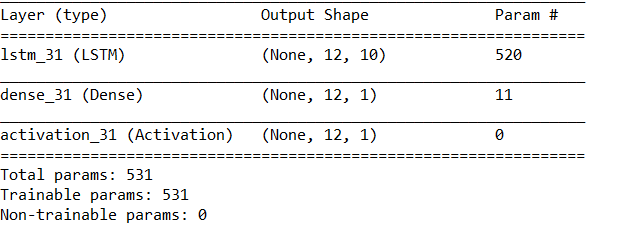 Layer (type) Output Shape Param #
=================================================================
lstm_31 (LSTM) (None, 12, 10) 520
_________________________________________________________________
dense_31 (Dense) (None, 12, 1) 11
_________________________________________________________________
activation_31 (Activation) (None, 12, 1) 0
=================================================================
Total params: 531
Trainable params: 531
Non-trainable params: 0